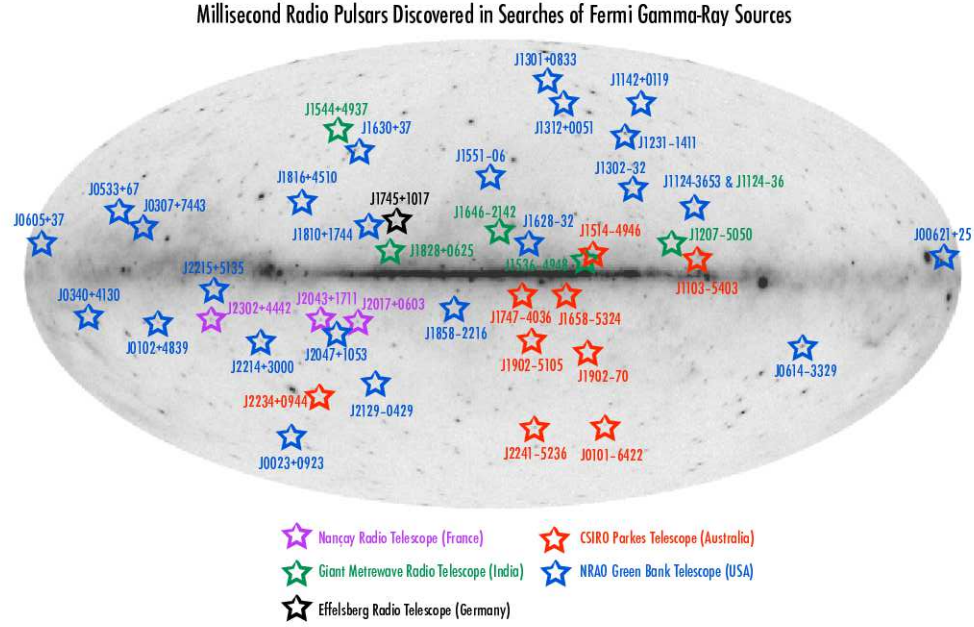 Millisecond Radio Pulsars Discovered in Searches of Fermi Gamma-Ray Sources
J1301+0833
J1142+0119
J1544+4937
J1630+37
J1312+0051
J1231-1411
J1551-06
J1302-32
J1124-3653 & J1124-36
J1816+4510
J0533+67
J0307+7443
J1745+1017
J0605+37
J1646-2142
J1628-32
J1514-4946
J00621+25
J1810+1744
J1828+0625
J1536-4948
J1207-5050
J2215+5135
J1103-5403
J0340+4130
J2302+4442
J2043+1711
J2017+0603
J1747-4036
J1658-5324
J0102+4839
J1858-2216
J2214+3000
J2047+1053
J1902-5105
J1902-70
J0614-3329
J2234+0944
J2129-0429
J0023+0923
J2241-5236
J0101-6422
Nançay Radio Telescope (France)
CSIRO Parkes Telescope (Australia)
Giant Metrewave Radio Telescope (India)
NRAO Green Bank Telescope (USA)
Effelsberg Radio Telescope (Germany)